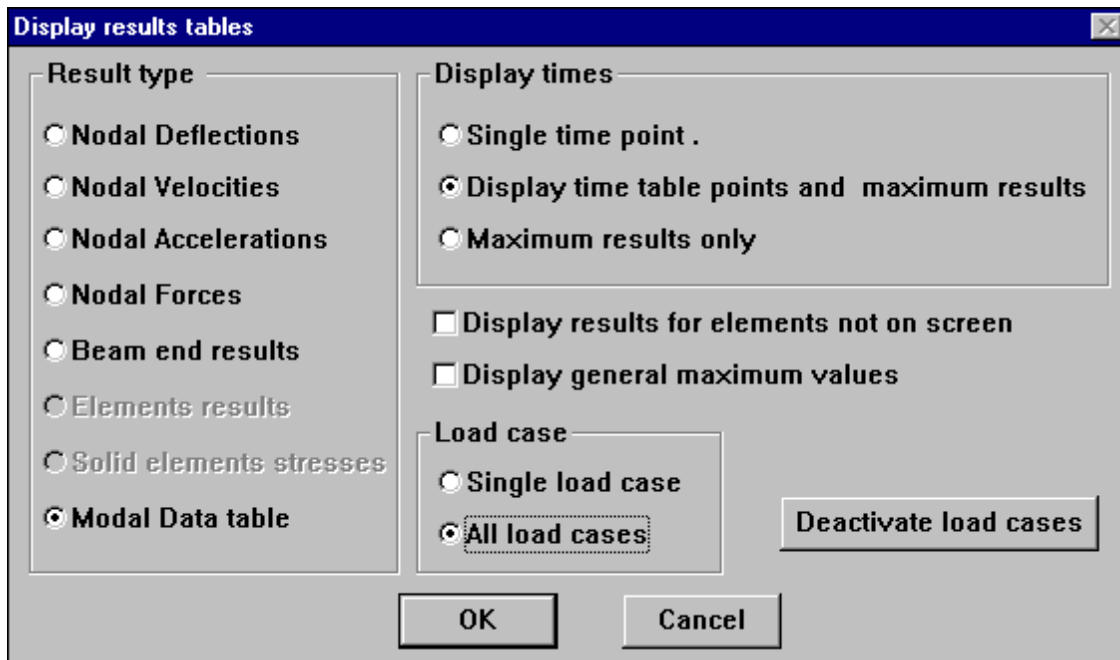 Display results tables
Result type
Nodal Deflections
Nodal Velocities
Nodal Accelerations
Nodal Forces
Beam end results
Elements results
Solid elements stresses
Modal Data table
Display times
Single time point .
Display time table points and  maximum results
Maximum results only
Display results for elements not on screen
Display general maximum values
Load case
Single load case
All load cases
Deactivate load cases
OK
Cancel